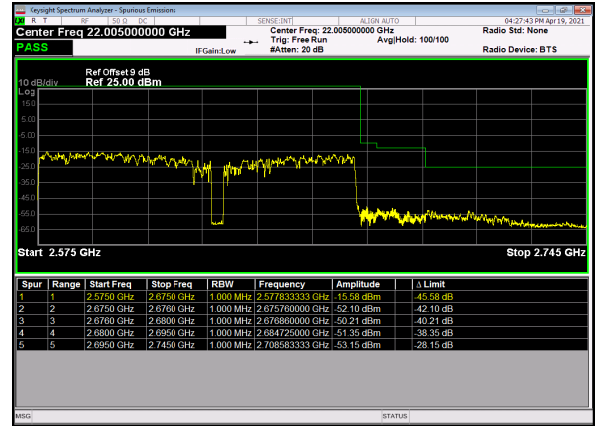 Keysight Spectrum Analyzer - Spurious Emissions
R T RF 50 Ω DC SENSE:INT ALIGN AUTO 04:27:43 PM Apr 19, 2021
Center Freq 22.005000000 GHz Center Freq: 22.005000000 GHz Radio Std: None
Trig: Free Run Avg|Hold: 100/100
PASS IFGain:Low #Atten: 20 dB Radio Device: BTS
Ref Offset 9 dB
10 dB/div Ref 25.00 dBm
Log
15.0
5.00
-5.00
-15.0
-25.0
-35.0
-45.0
-55.0
-65.0
Start 2.575 GHz Stop 2.745 GHz
Spur Range Start Freq Stop Freq RBW Frequency Amplitude Δ Limit
1 1 2.5750 GHz 2.6750 GHz 1.000 MHz 2.577833333 GHz -15.58 dBm -45.58 dB
2 2 2.6750 GHz 2.6760 GHz 1.000 MHz 2.675760000 GHz -52.10 dBm -42.10 dB
3 3 2.6760 GHz 2.6800 GHz 1.000 MHz 2.676860000 GHz -50.21 dBm -40.21 dB
4 4 2.6800 GHz 2.6950 GHz 1.000 MHz 2.684725000 GHz -51.35 dBm -38.35 dB
5 5 2.6950 GHz 2.7450 GHz 1.000 MHz 2.708583333 GHz -53.15 dBm -28.15 dB
MSG STATUS